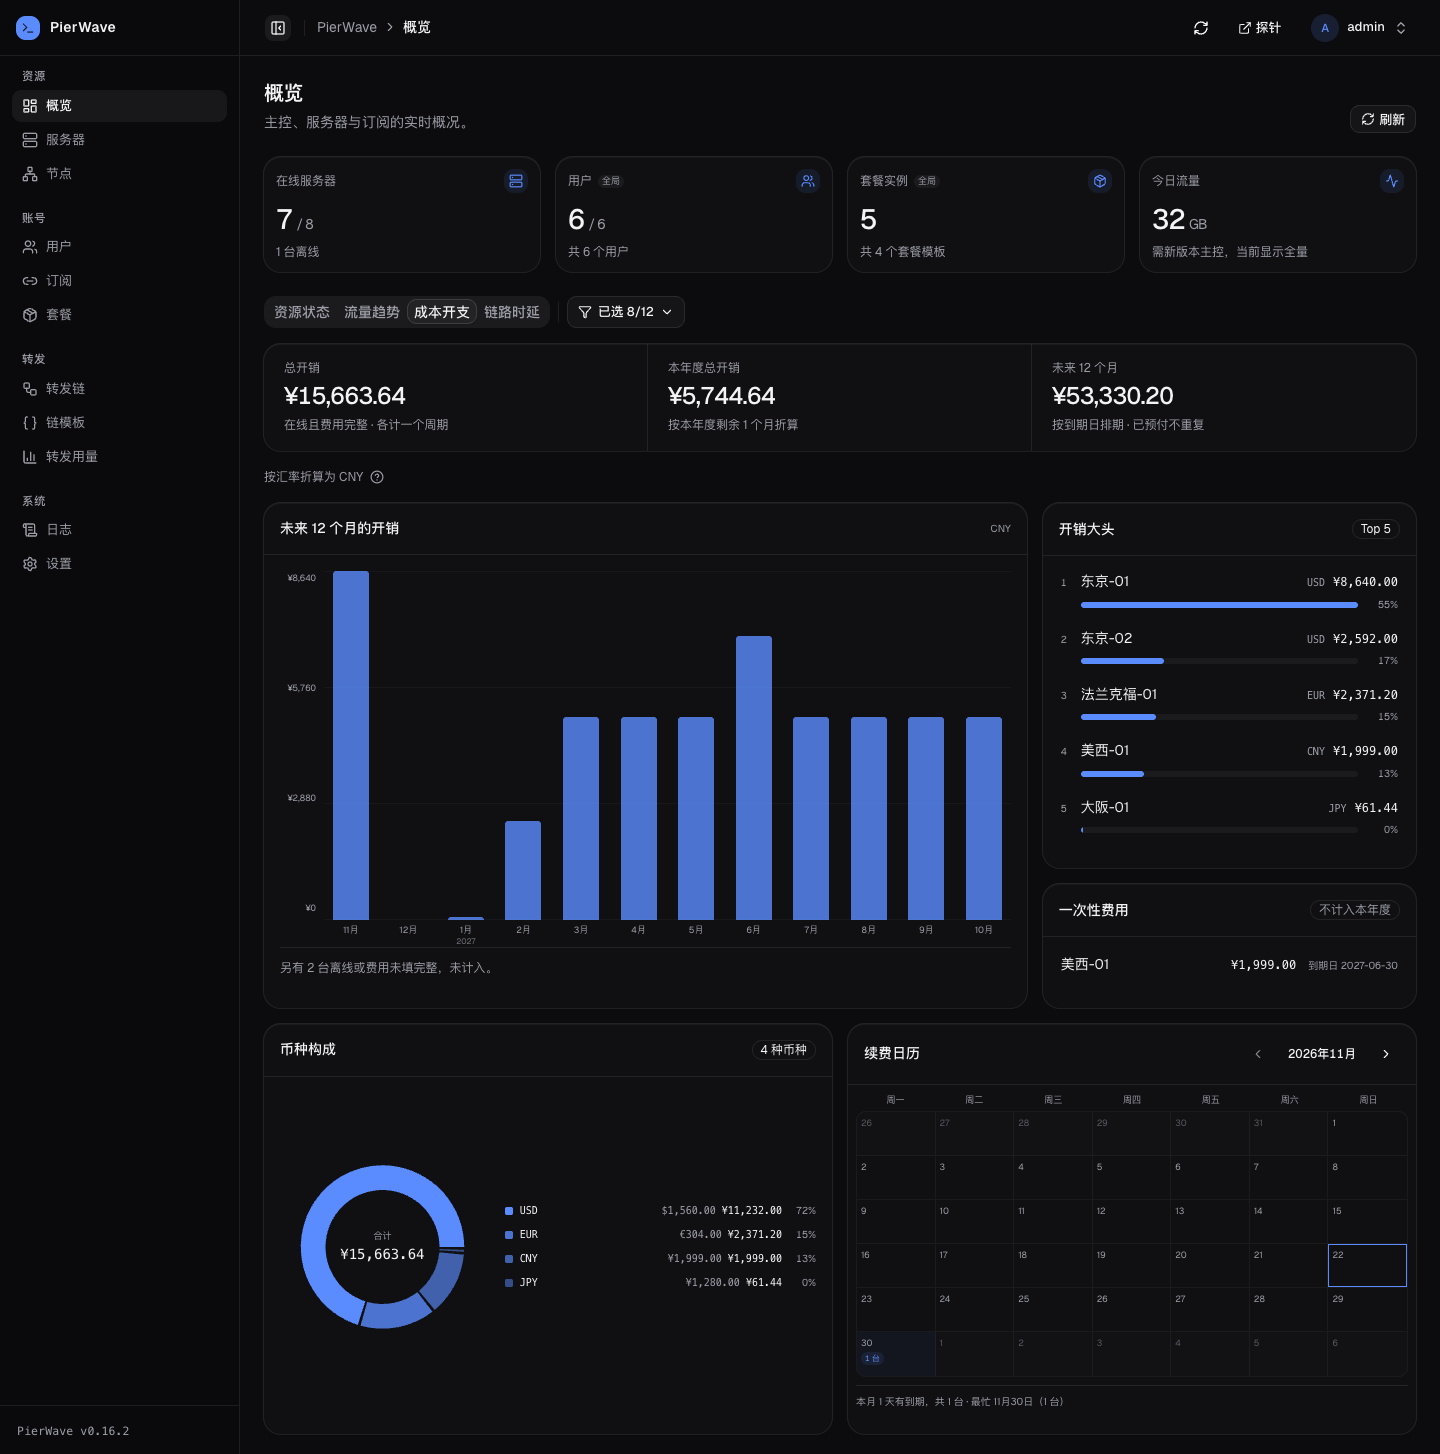 PierWave
资源
概览
服务器
节点
账号
用户
订阅
套餐
转发
转发链
链模板
转发用量
系统
日志
设置
PierWave v0.16.2
PierWave > 概览
探针
A admin
概览
主控、服务器与订阅的实时概况。
刷新
在线服务器
7 / 8
1 台离线
用户 全局
6 / 6
共 6 个用户
套餐实例 全局
5
共 4 个套餐模板
今日流量
32 GB
需新版本主控，当前显示全量
资源状态 流量趋势 成本开支 链路时延 已选 8/12
总开销
¥15,663.64
在线且费用完整 · 各计一个周期
本年度总开销
¥5,744.64
按本年度剩余 1 个月折算
未来 12 个月
¥53,330.20
按到期日排期 · 已预付不重复
按汇率折算为 CNY
未来 12 个月的开销 CNY
¥8,640
¥5,760
¥2,880
¥0
11月 12月 1月 2月 3月 4月 5月 6月 7月 8月 9月 10月
2027
另有 2 台离线或费用未填完整，未计入。
开销大头 Top 5
1 东京-01 USD ¥8,640.00
55%
2 东京-02 USD ¥2,592.00
17%
3 法兰克福-01 EUR ¥2,371.20
15%
4 美西-01 CNY ¥1,999.00
13%
5 大阪-01 JPY ¥61.44
0%
一次性费用 不计入本年度
美西-01 ¥1,999.00 到期日 2027-06-30
币种构成 4 种币种
合计
¥15,663.64
USD $1,560.00 ¥11,232.00 72%
EUR €304.00 ¥2,371.20 15%
CNY ¥1,999.00 ¥1,999.00 13%
JPY ¥1,280.00 ¥61.44 0%
续费日历 2026年11月
周一 周二 周三 周四 周五 周六 周日
26 27 28 29 30 31 1
2 3 4 5 6 7 8
9 10 11 12 13 14 15
16 17 18 19 20 21 22
23 24 25 26 27 28 29
30 1 2 3 4 5 6
1 台
本月 1 天有到期，共 1 台 · 最忙 11月30日（1 台）